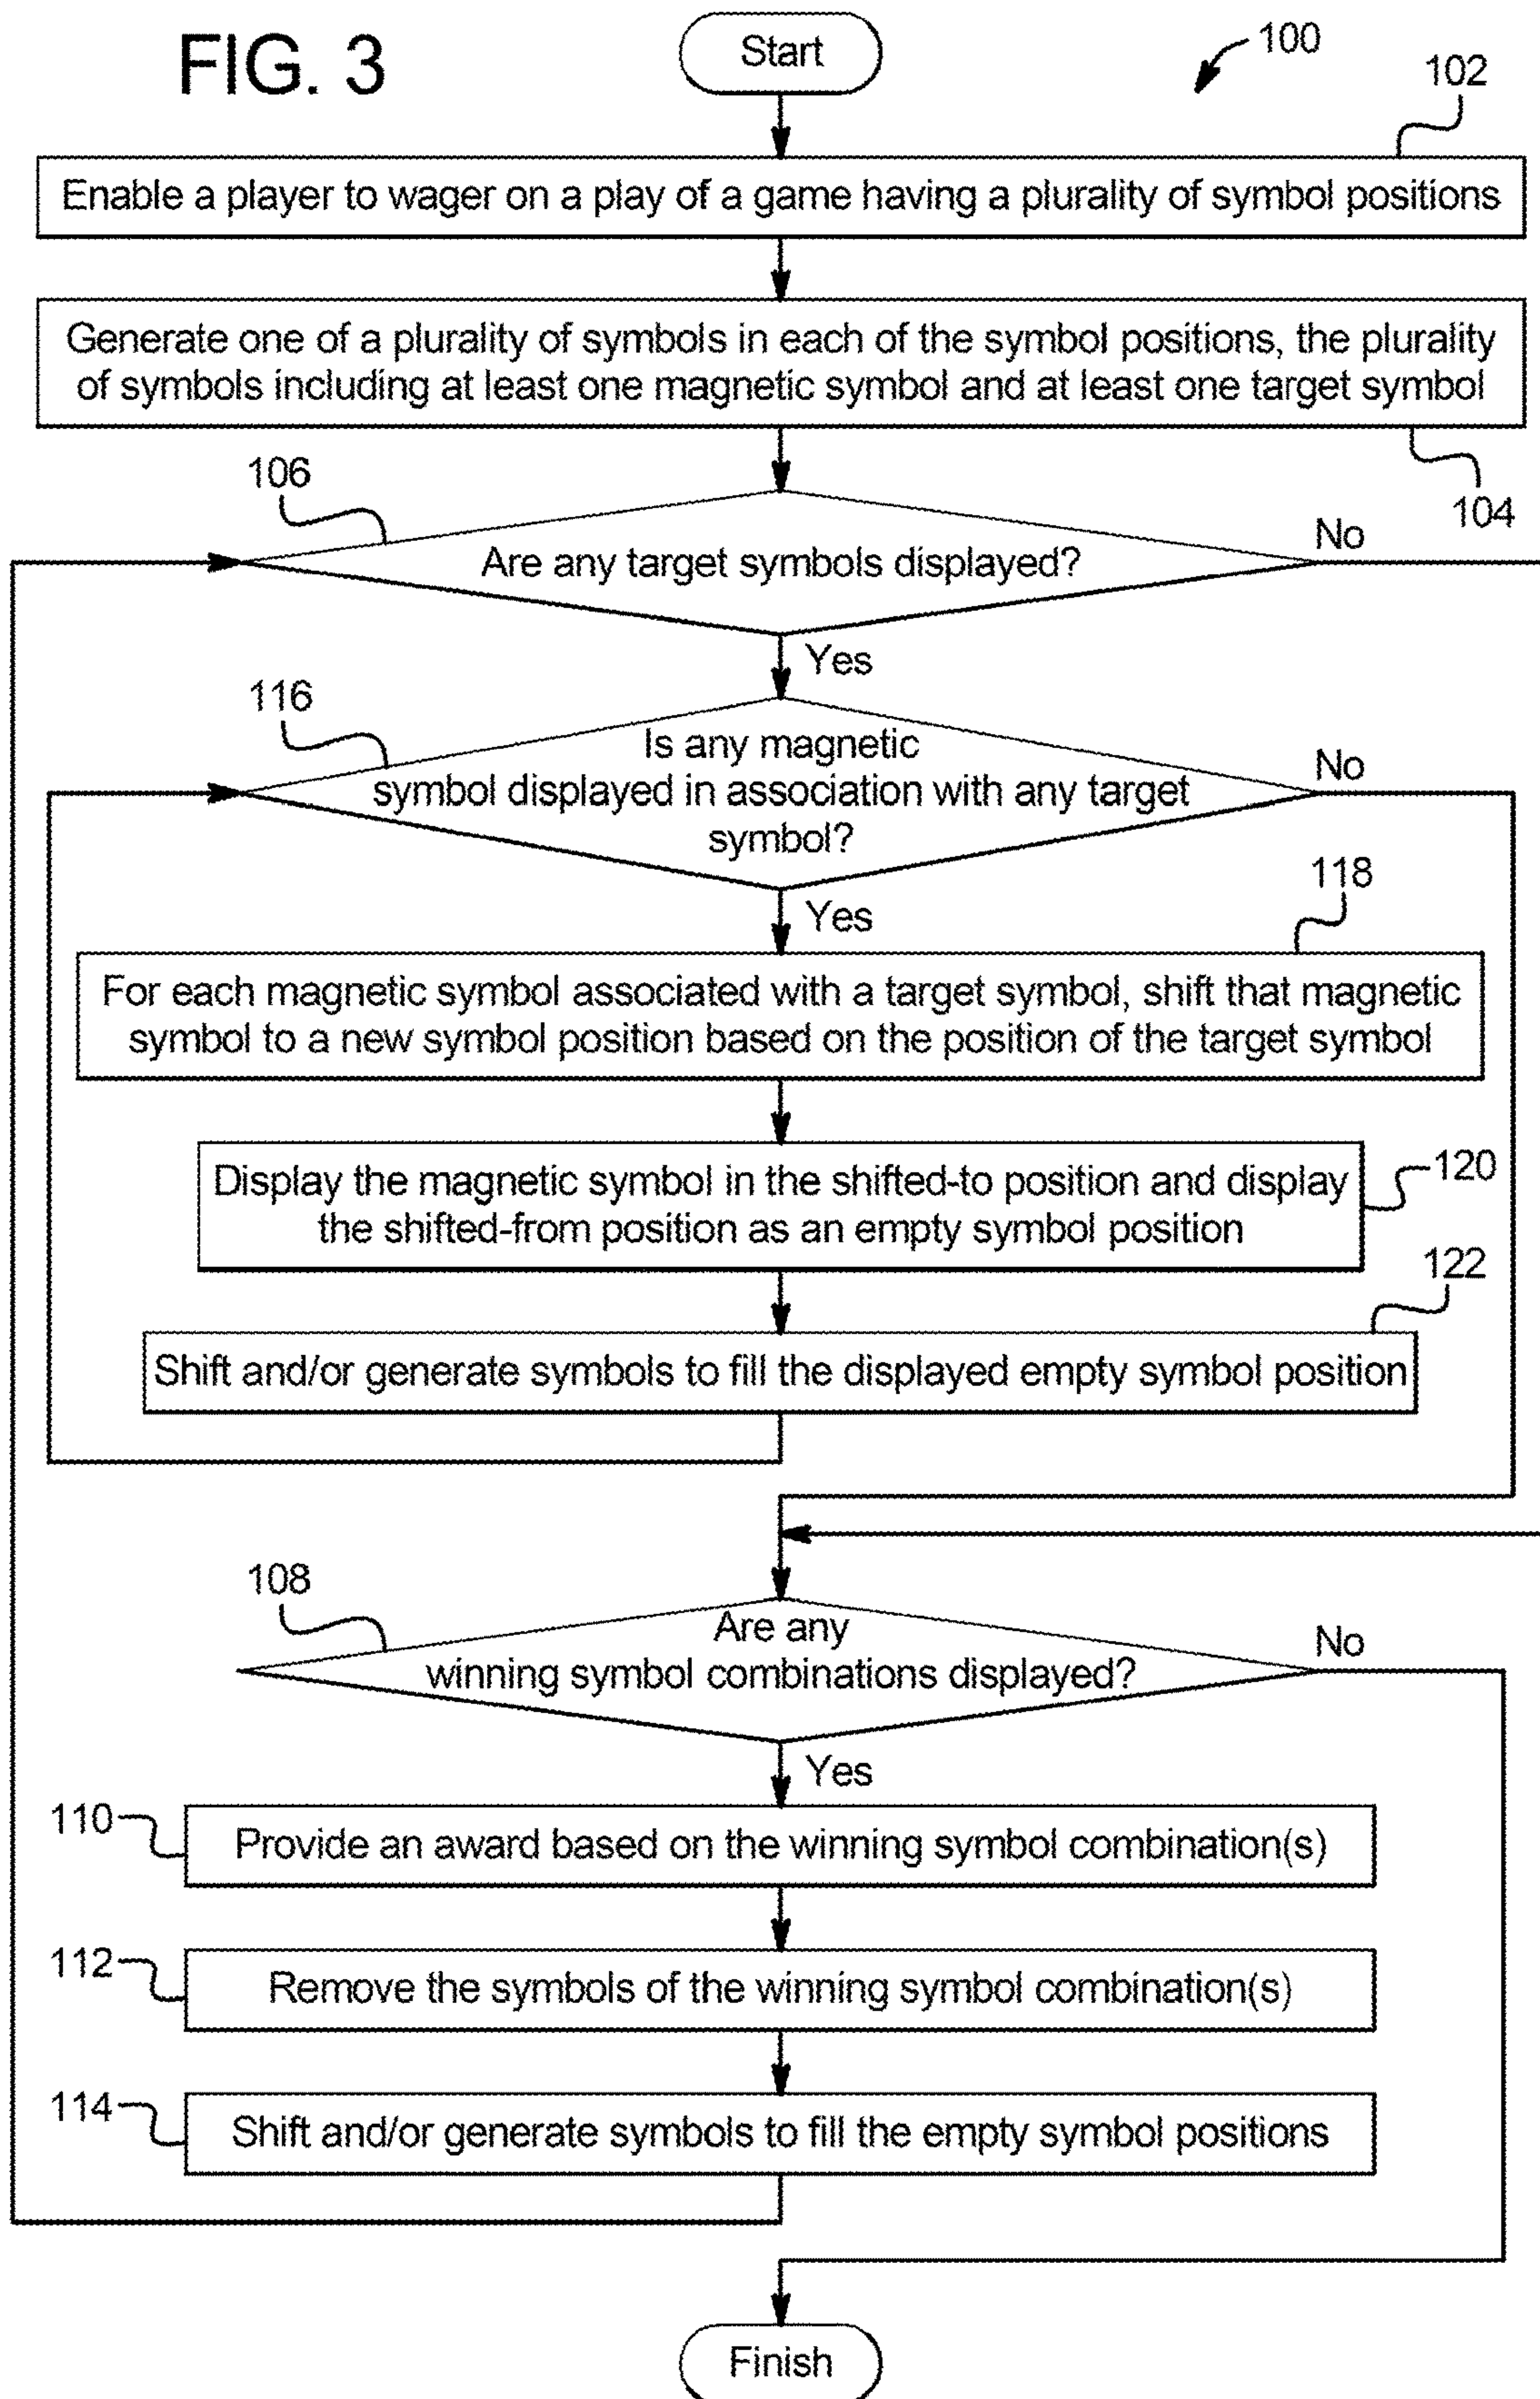 FIG. 3
Start
100
102
Enable a player to wager on a play of a game having a plurality of symbol positions
Generate one of a plurality of symbols in each of the symbol positions, the plurality
of symbols including at least one magnetic symbol and at least one target symbol
104
106
Are any target symbols displayed?
No
Yes
116
Is any magnetic
symbol displayed in association with any target
symbol?
No
Yes
118
For each magnetic symbol associated with a target symbol, shift that magnetic
symbol to a new symbol position based on the position of the target symbol
Display the magnetic symbol in the shifted-to position and display
the shifted-from position as an empty symbol position
120
122
Shift and/or generate symbols to fill the displayed empty symbol position
108
Are any
winning symbol combinations displayed?
No
Yes
110
Provide an award based on the winning symbol combination(s)
112
Remove the symbols of the winning symbol combination(s)
114
Shift and/or generate symbols to fill the empty symbol positions
Finish